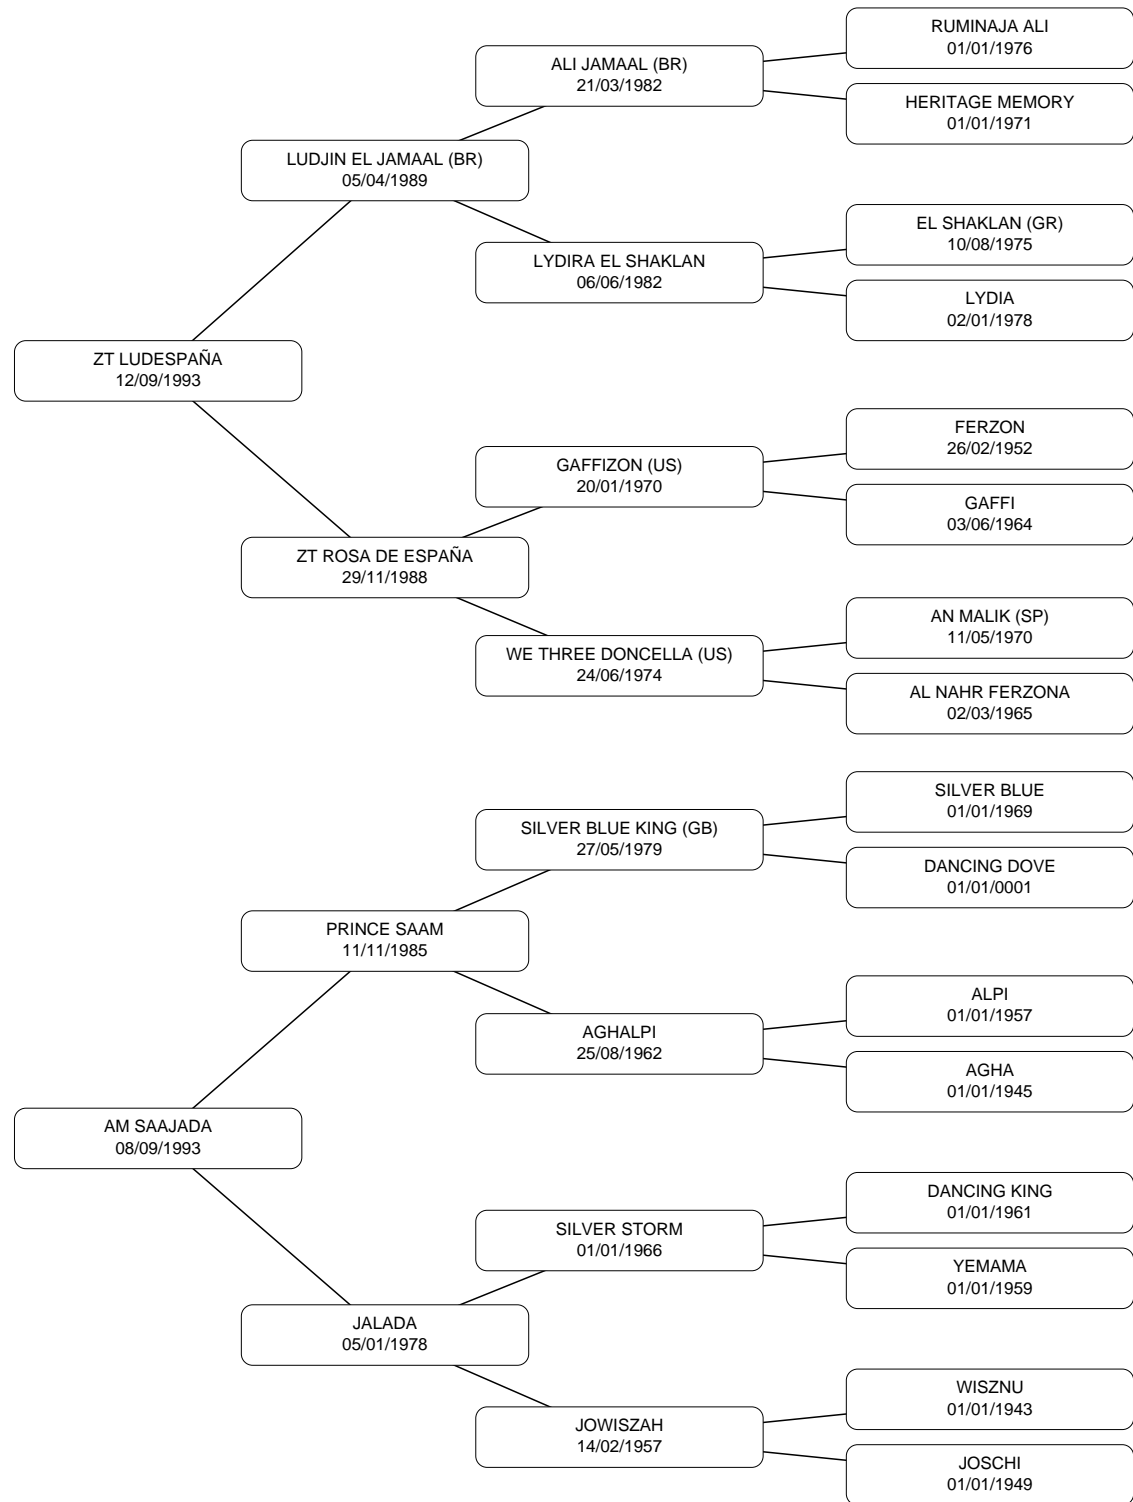 RUMINAJA ALI
01/01/1976
ALI JAMAAL (BR)
21/03/1982
HERITAGE MEMORY
01/01/1971
LUDJIN EL JAMAAL (BR)
05/04/1989
EL SHAKLAN (GR)
10/08/1975
LYDIRA EL SHAKLAN
06/06/1982
LYDIA
02/01/1978
ZT LUDESPAÑA
12/09/1993
FERZON
26/02/1952
GAFFIZON (US)
20/01/1970
GAFFI
03/06/1964
ZT ROSA DE ESPAÑA
29/11/1988
AN MALIK (SP)
11/05/1970
WE THREE DONCELLA (US)
24/06/1974
AL NAHR FERZONA
02/03/1965
SILVER BLUE
01/01/1969
SILVER BLUE KING (GB)
27/05/1979
DANCING DOVE
01/01/0001
PRINCE SAAM
11/11/1985
ALPI
01/01/1957
AGHALPI
25/08/1962
AGHA
01/01/1945
AM SAAJADA
08/09/1993
DANCING KING
01/01/1961
SILVER STORM
01/01/1966
YEMAMA
01/01/1959
JALADA
05/01/1978
WISZNU
01/01/1943
JOWISZAH
14/02/1957
JOSCHI
01/01/1949